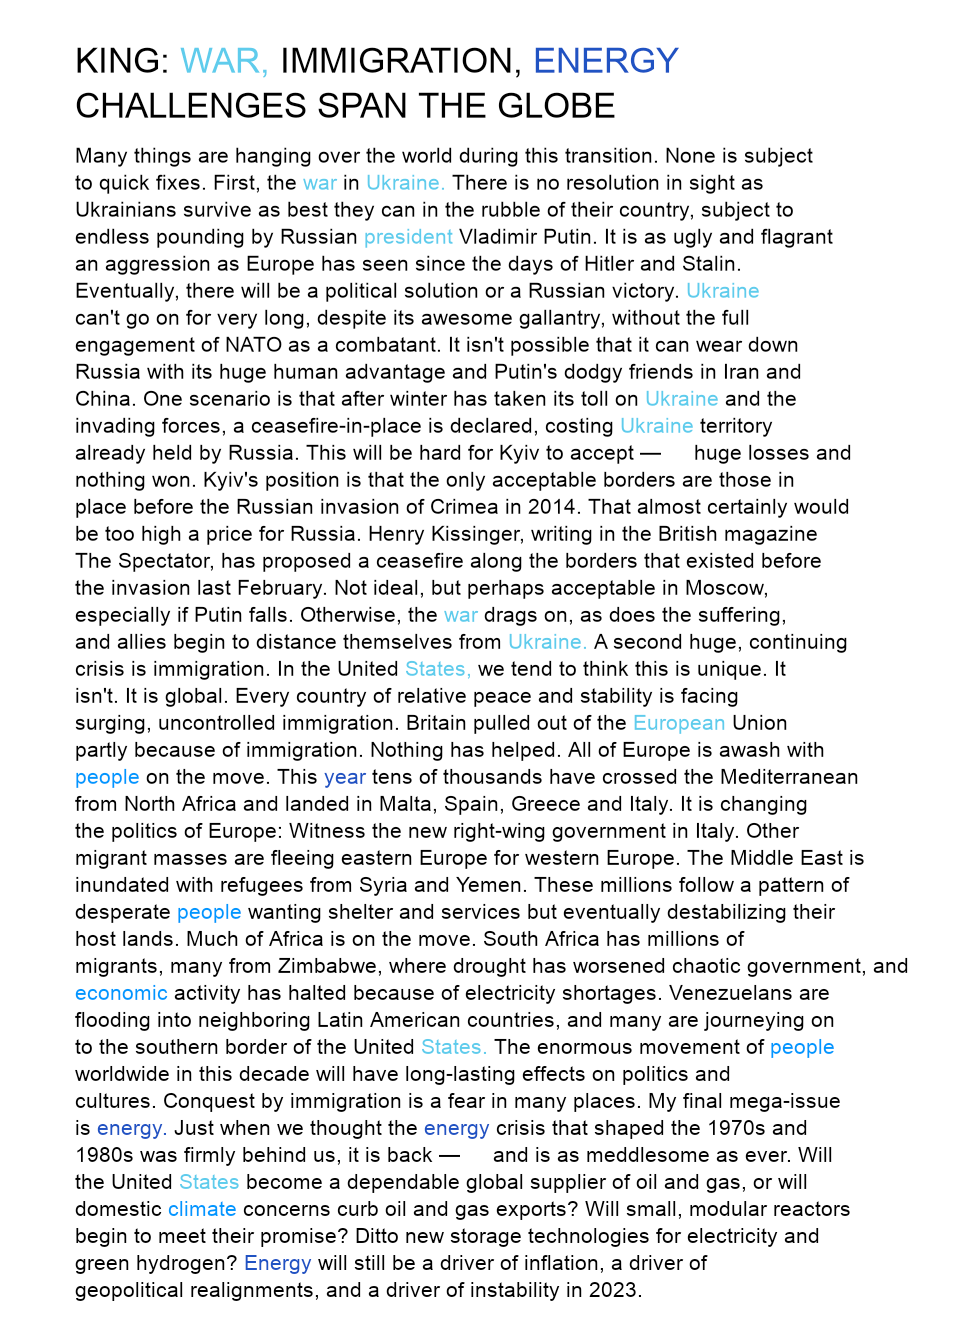 KING: WAR, IMMIGRATION, ENERGY
CHALLENGES SPAN THE GLOBE
Many things are hanging over the world during this transition. None is subject
to quick fixes. First, the war in Ukraine. There is no resolution in sight as
Ukrainians survive as best they can in the rubble of their country, subject to
endless pounding by Russian president Vladimir Putin. It is as ugly and flagrant
an aggression as Europe has seen since the days of Hitler and Stalin.
Eventually, there will be a political solution or a Russian victory. Ukraine
can't go on for very long, despite its awesome gallantry, without the full
engagement of NATO as a combatant. It isn't possible that it can wear down
Russia with its huge human advantage and Putin's dodgy friends in Iran and
China. One scenario is that after winter has taken its toll on Ukraine and the
invading forces, a ceasefire-in-place is declared, costing Ukraine territory
already held by Russia. This will be hard for Kyiv to accept — huge losses and
nothing won. Kyiv's position is that the only acceptable borders are those in
place before the Russian invasion of Crimea in 2014. That almost certainly would
be too high a price for Russia. Henry Kissinger, writing in the British magazine
The Spectator, has proposed a ceasefire along the borders that existed before
the invasion last February. Not ideal, but perhaps acceptable in Moscow,
especially if Putin falls. Otherwise, the war drags on, as does the suffering,
and allies begin to distance themselves from Ukraine. A second huge, continuing
crisis is immigration. In the United States, we tend to think this is unique. It
isn't. It is global. Every country of relative peace and stability is facing
surging, uncontrolled immigration. Britain pulled out of the European Union
partly because of immigration. Nothing has helped. All of Europe is awash with
people on the move. This year tens of thousands have crossed the Mediterranean
from North Africa and landed in Malta, Spain, Greece and Italy. It is changing
the politics of Europe: Witness the new right-wing government in Italy. Other
migrant masses are fleeing eastern Europe for western Europe. The Middle East is
inundated with refugees from Syria and Yemen. These millions follow a pattern of
desperate people wanting shelter and services but eventually destabilizing their
host lands. Much of Africa is on the move. South Africa has millions of
migrants, many from Zimbabwe, where drought has worsened chaotic government, and
economic activity has halted because of electricity shortages. Venezuelans are
flooding into neighboring Latin American countries, and many are journeying on
to the southern border of the United States. The enormous movement of people
worldwide in this decade will have long-lasting effects on politics and
cultures. Conquest by immigration is a fear in many places. My final mega-issue
is energy. Just when we thought the energy crisis that shaped the 1970s and
1980s was firmly behind us, it is back — and is as meddlesome as ever. Will
the United States become a dependable global supplier of oil and gas, or will
domestic climate concerns curb oil and gas exports? Will small, modular reactors
begin to meet their promise? Ditto new storage technologies for electricity and
green hydrogen? Energy will still be a driver of inflation, a driver of
geopolitical realignments, and a driver of instability in 2023.